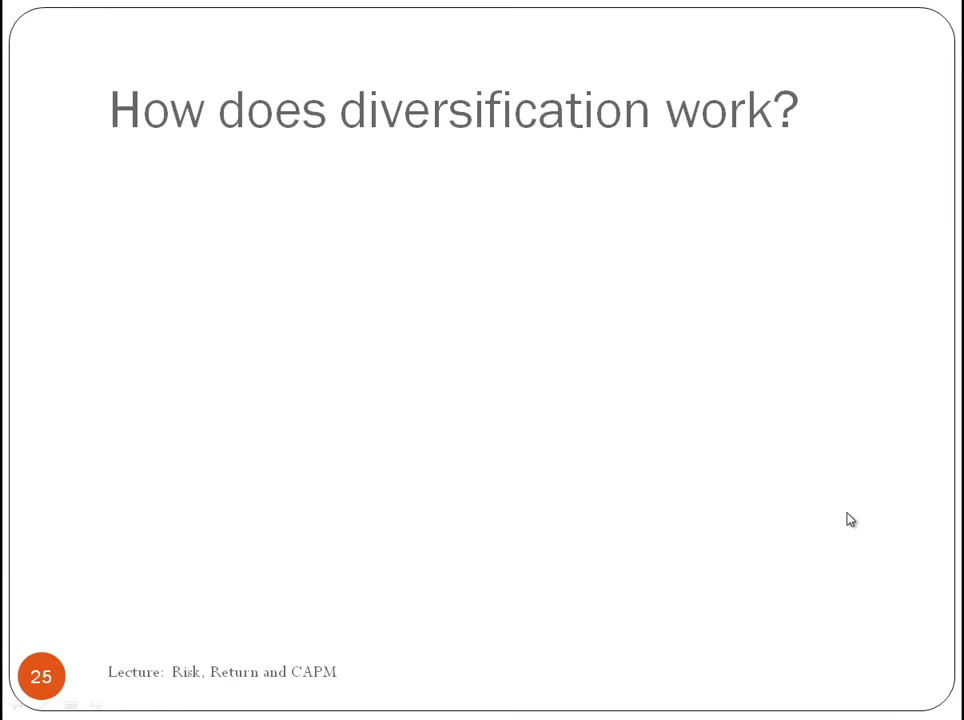 How does diversification work?
25
Lecture: Risk, Return and CAPM